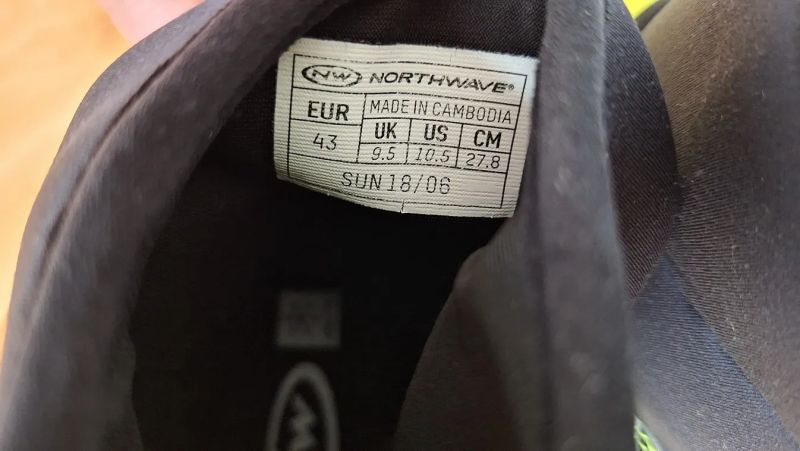 NW NORTHWAVE®
EUR
43
MADE IN CAMBODIA
UK US CM
9.5 10.5 27.8
SUN 18/06
NW